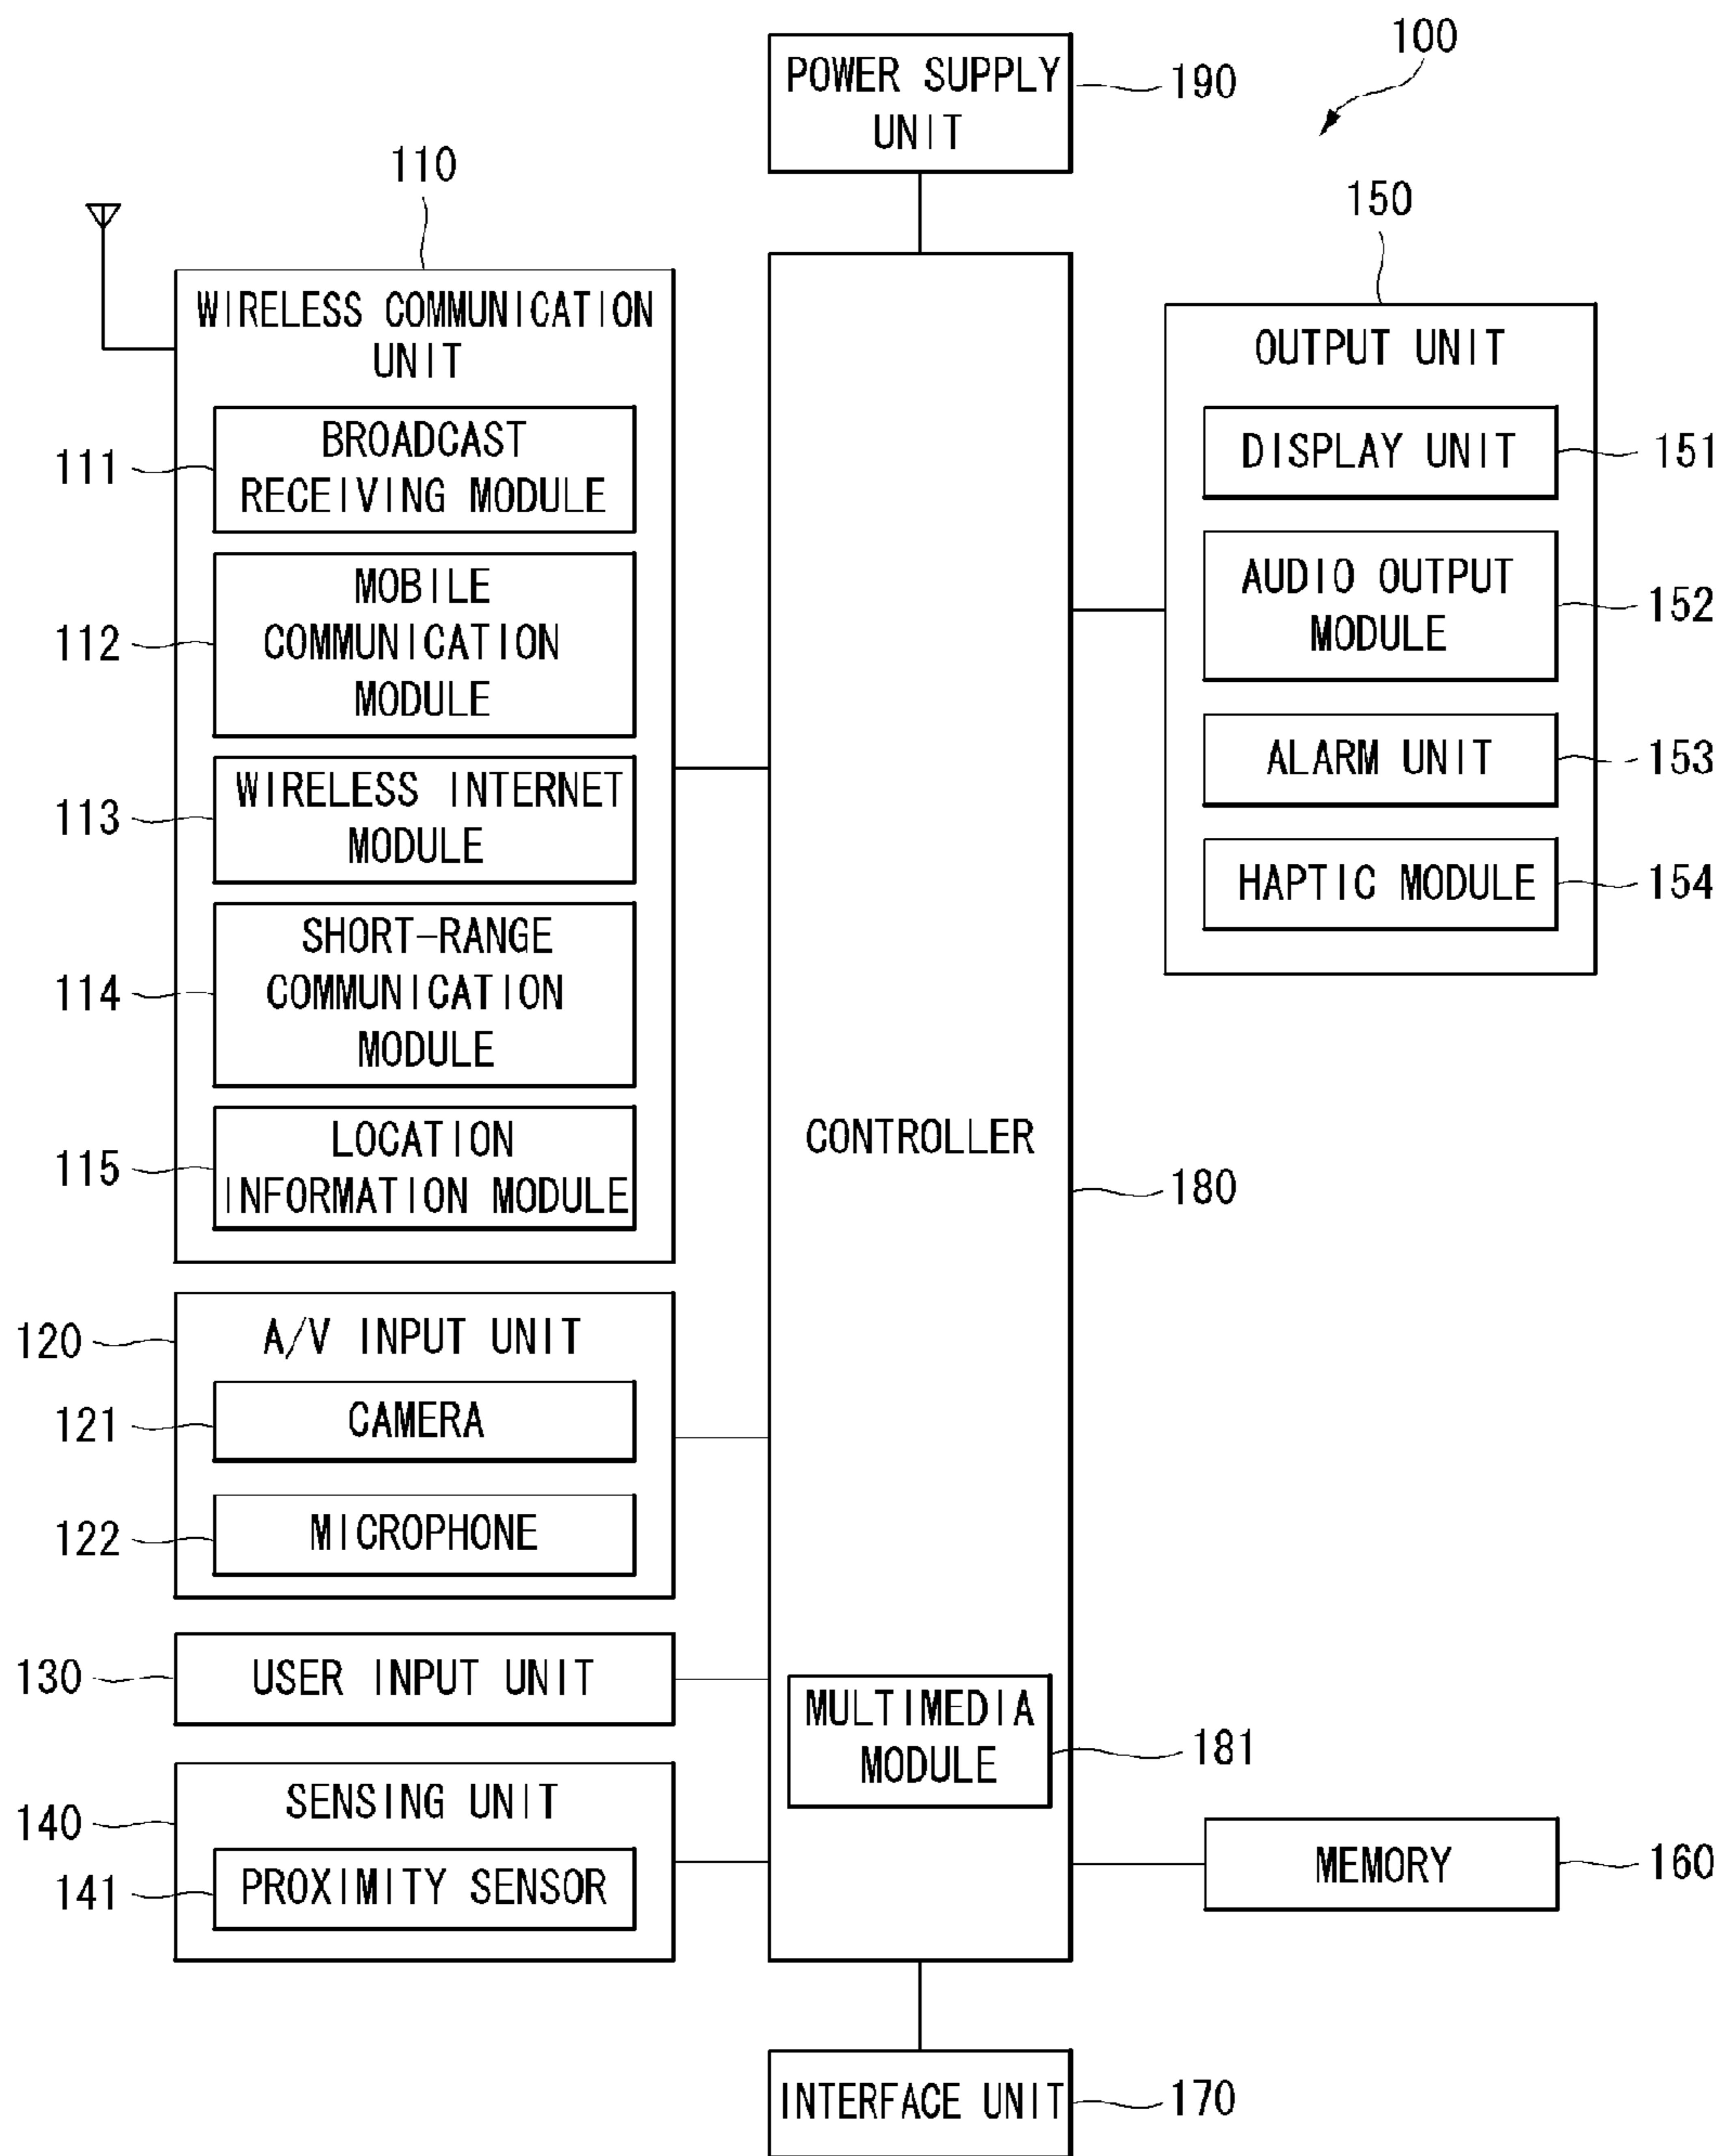 100
POWER SUPPLY
UNIT
190
110
WIRELESS COMMUNICATION
UNIT
111
BROADCAST
RECEIVING MODULE
112
MOBILE
COMMUNICATION
MODULE
113
WIRELESS INTERNET
MODULE
114
SHORT-RANGE
COMMUNICATION
MODULE
115
LOCATION
INFORMATION MODULE
120
A/V INPUT UNIT
121
CAMERA
122
MICROPHONE
130
USER INPUT UNIT
140
SENSING UNIT
141
PROXIMITY SENSOR
CONTROLLER
180
MULTIMEDIA
MODULE
181
150
OUTPUT UNIT
DISPLAY UNIT
151
AUDIO OUTPUT
MODULE
152
ALARM UNIT
153
HAPTIC MODULE
154
MEMORY
160
INTERFACE UNIT
170